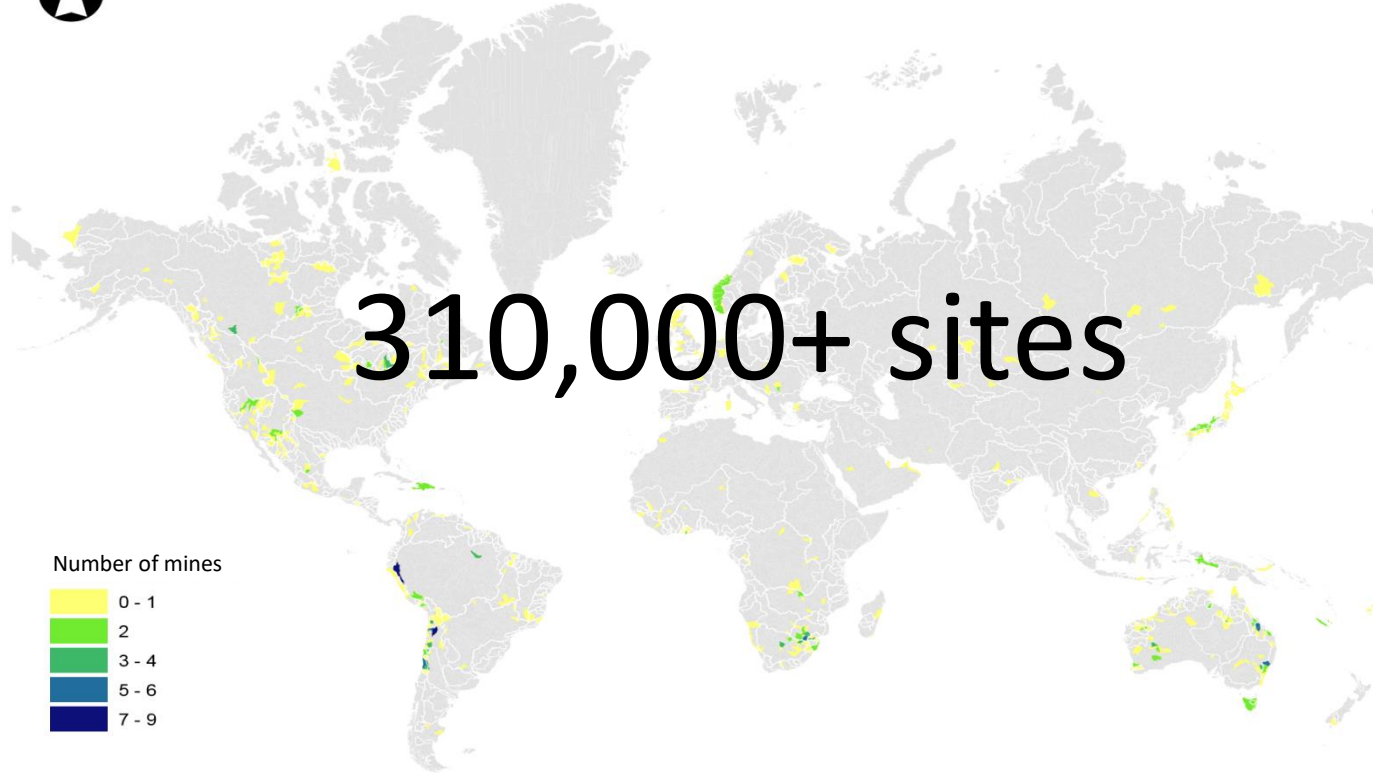 310,000+ sites
Number of mines
0 - 1
2
3 - 4
5 - 6
7 - 9